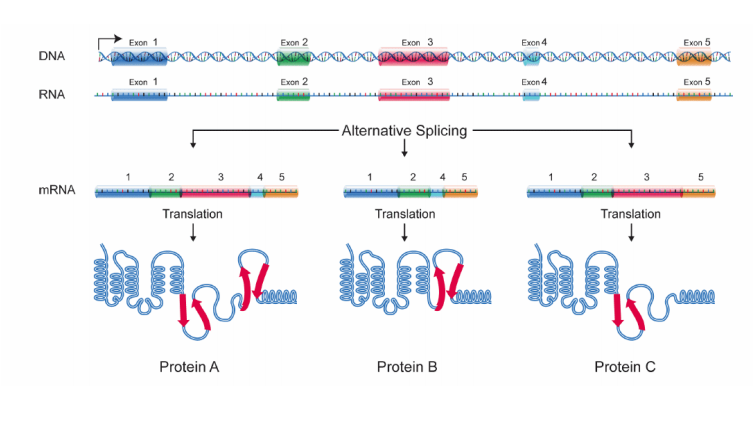 Exon 1 Exon 2 Exon 3 Exon 4 Exon 5
DNA
Exon 1 Exon 2 Exon 3 Exon 4 Exon 5
RNA
Alternative Splicing
1 2 3 4 5 1 2 4 5 1 2 3 5
mRNA
Translation Translation Translation
Protein A Protein B Protein C